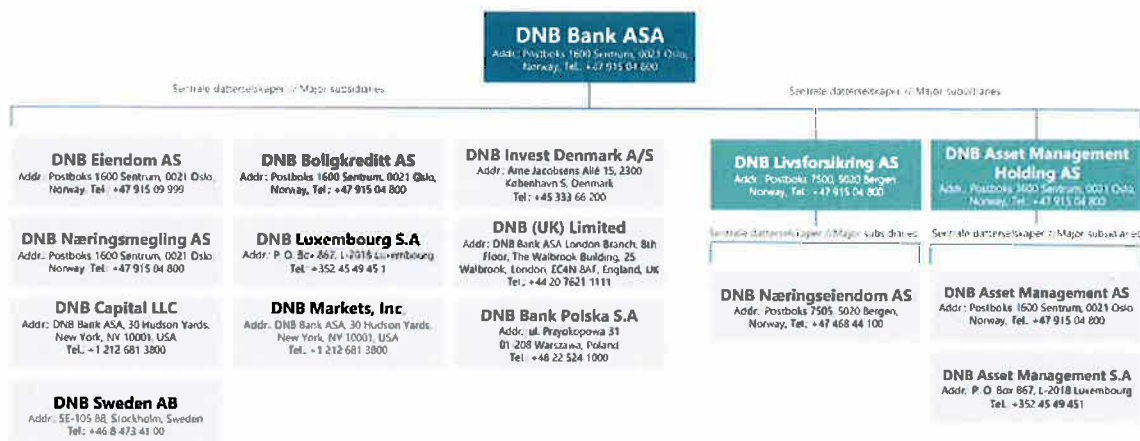 DNB Bank ASA
Addr.: Postboks 1600 Sentrum, 0021 Oslo,
Norway, Tel.: +47 915 04 800
Sentrale datterselskaper // Major subsidiaries
Sentrale datterselskaper // Major subsidiaries
DNB Eiendom AS
Addr.: Postboks 1600 Sentrum, 0021 Oslo,
Norway, Tel.: +47 915 09 999
DNB Næringsmegling AS
Addr.: Postboks 1600 Sentrum, 0021 Oslo,
Norway, Tel.: +47 915 04 800
DNB Capital LLC
Addr.: DNB Bank ASA, 30 Hudson Yards,
New York, NY 10001, USA
Tel.: +1 212 681 3800
DNB Sweden AB
Addr.: SE-105 88, Stockholm, Sweden
Tel.: +46 8 473 41 00
DNB Boligkreditt AS
Addr.: Postboks 1600 Sentrum, 0021 Oslo,
Norway, Tel.: +47 915 04 800
DNB Luxembourg S.A
Addr.: P. O. Box 867, L-2018 Luxembourg
Tel.: +352 45 49 45 1
DNB Markets, Inc
Addr.: DNB Bank ASA, 30 Hudson Yards,
New York, NY 10001, USA
Tel.: +1 212 681 3800
DNB Invest Denmark A/S
Addr.: Arne Jacobsens Allé 15, 2300
København S, Denmark
Tel.: +45 333 66 200
DNB (UK) Limited
Addr.: DNB Bank ASA London Branch, 8th
Floor, The Walbrook Building, 25
Walbrook, London, EC4N 8AF, England, UK
Tel.: +44 20 7621 1111
DNB Bank Polska S.A
Addr.: ul. Przyokopowa 31
01-208 Warszawa, Poland
Tel.: +48 22 524 1000
DNB Livsforsikring AS
Addr.: Postboks 7500, 5020 Bergen
Norway, Tel.: +47 915 04 800
Sentrale datterselskaper // Major subsidiaries
DNB Næringseiendom AS
Addr.: Postboks 7505, 5020 Bergen,
Norway, Tel.: +47 468 44 100
DNB Asset Management
Holding AS
Addr.: Postboks 1600 Sentrum, 0021 Oslo
Norway, Tel.: +47 915 04 800
Sentrale datterselskaper // Major subsidiaries
DNB Asset Management AS
Addr.: Postboks 1600 Sentrum, 0021 Oslo
Norway, Tel.: +47 915 04 800
DNB Asset Management S.A
Addr.: P. O. Box 867, L-2018 Luxembourg
Tel.: +352 45 49 451